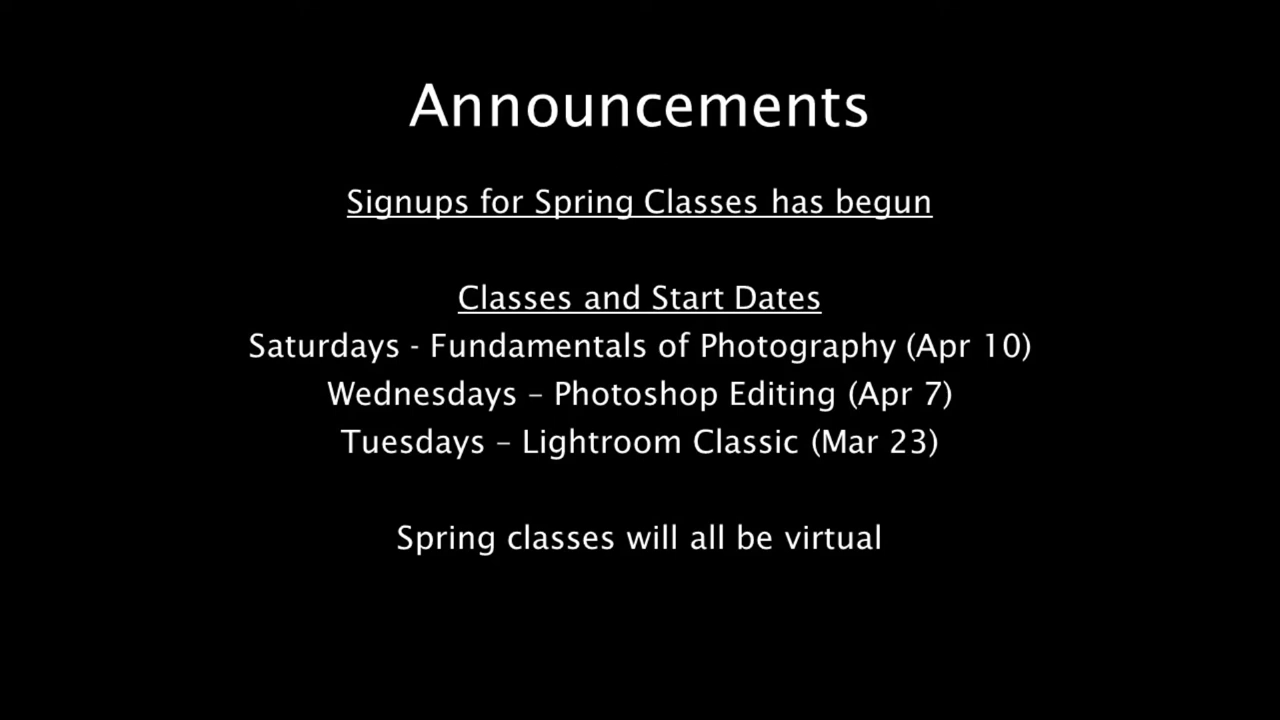 Announcements
Signups for Spring Classes has begun
Classes and Start Dates
Saturdays - Fundamentals of Photography (Apr 10)
Wednesdays – Photoshop Editing (Apr 7)
Tuesdays – Lightroom Classic (Mar 23)
Spring classes will all be virtual